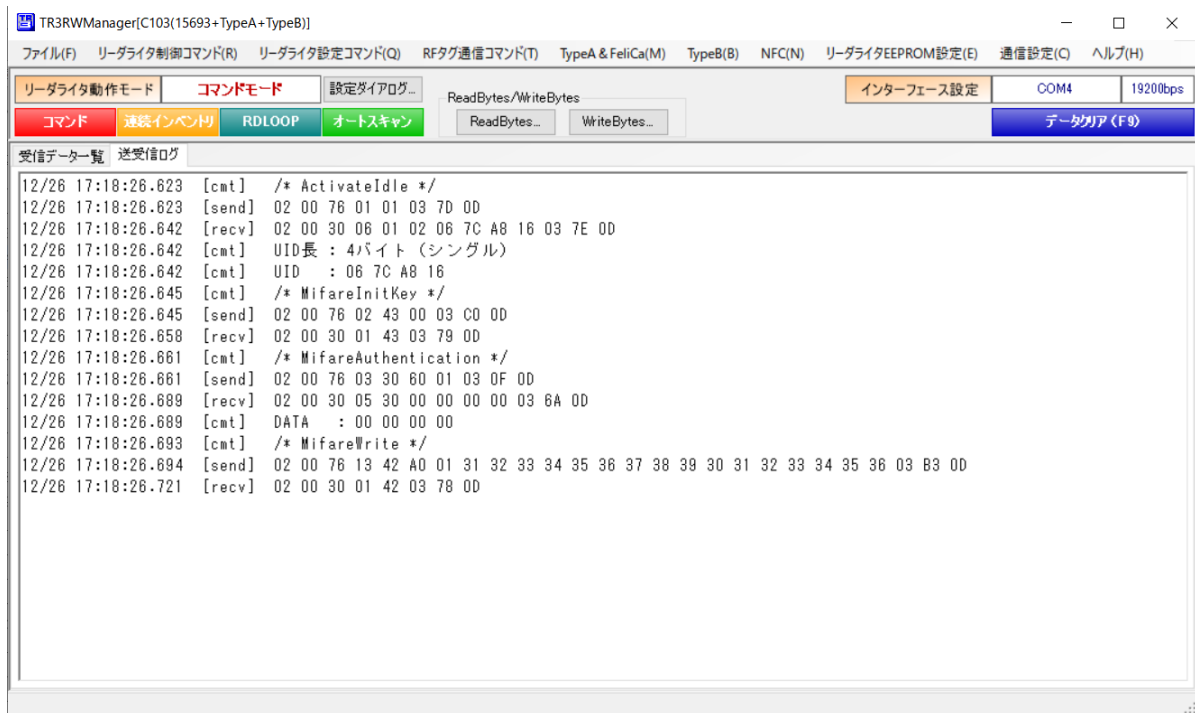 TR3RWManager[C103(15693+TypeA+TypeB)]
ファイル(F) リーダライタ制御コマンド(R) リーダライタ設定コマンド(Q) RFタグ通信コマンド(T) TypeA & FeliCa(M) TypeB(B) NFC(N) リーダライタEEPROM設定(E) 通信設定(C) ヘルプ(H)
リーダライタ動作モード コマンドモード 設定ダイアログ... ReadBytes/WriteBytes インターフェース設定 COM4 19200bps
コマンド 連続インベントリ RDLOOP オートスキャン ReadBytes... WriteBytes... データクリア (F9)
受信データ一覧 送受信ログ
12/26 17:18:26.623 [cmt] /* ActivateIdle */
12/26 17:18:26.623 [send] 02 00 76 01 01 03 7D 0D
12/26 17:18:26.642 [recv] 02 00 30 06 01 02 06 7C A8 16 03 7E 0D
12/26 17:18:26.642 [cmt] UID長 : 4バイト (シングル)
12/26 17:18:26.642 [cmt] UID : 06 7C A8 16
12/26 17:18:26.645 [cmt] /* MifareInitKey */
12/26 17:18:26.645 [send] 02 00 76 02 43 00 03 C0 0D
12/26 17:18:26.658 [recv] 02 00 30 01 43 03 79 0D
12/26 17:18:26.661 [cmt] /* MifareAuthentication */
12/26 17:18:26.661 [send] 02 00 76 03 30 60 01 03 0F 0D
12/26 17:18:26.689 [recv] 02 00 30 05 30 00 00 00 00 03 6A 0D
12/26 17:18:26.689 [cmt] DATA : 00 00 00 00
12/26 17:18:26.693 [cmt] /* MifareWrite */
12/26 17:18:26.694 [send] 02 00 76 13 42 A0 01 31 32 33 34 35 36 37 38 39 30 31 32 33 34 35 36 03 B3 0D
12/26 17:18:26.721 [recv] 02 00 30 01 42 03 78 0D